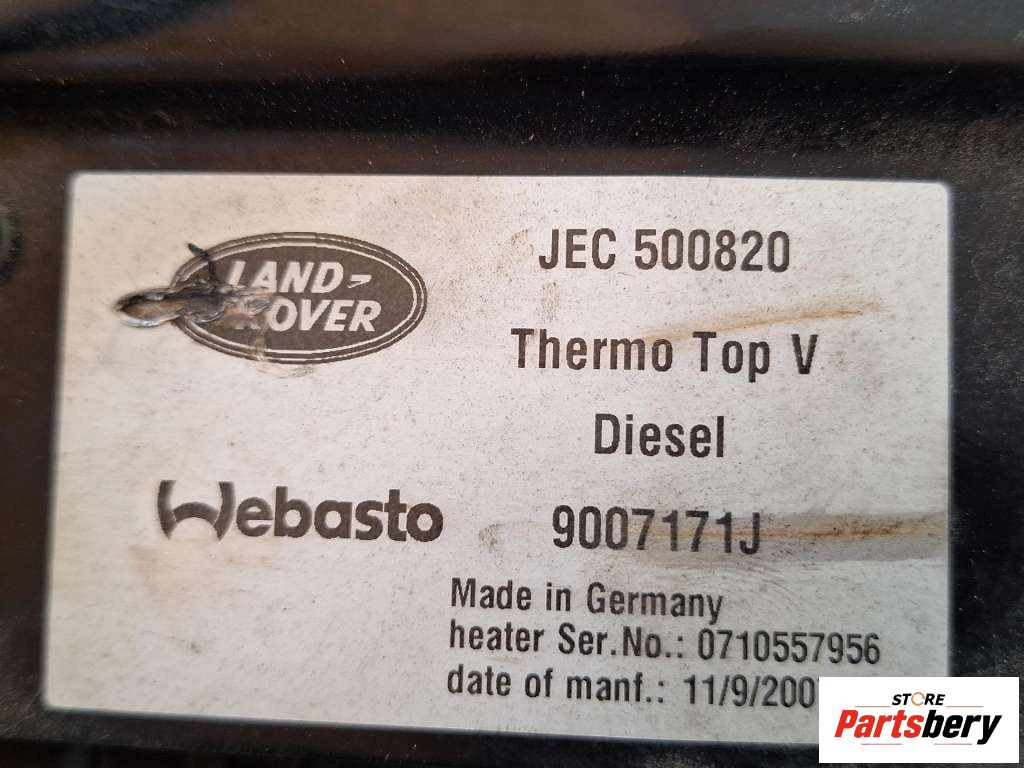 LAND-
ROVER
JEC 500820
Thermo Top V
Diesel
Webasto
9007171J
Made in Germany
heater Ser.No.: 0710557956
date of manf.: 11/9/200
STORE
Partsbery